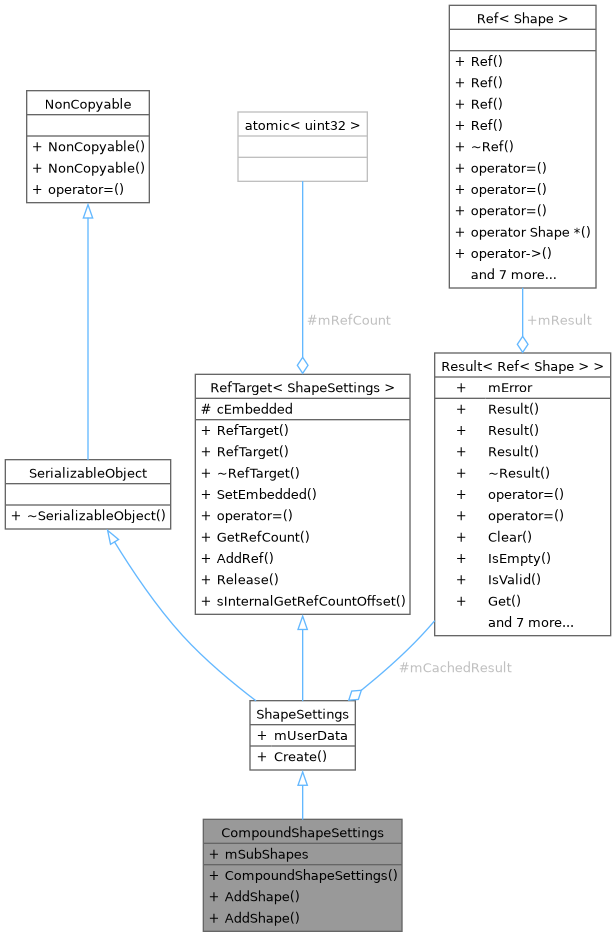 Ref< Shape >
+ Ref()
+ Ref()
+ Ref()
+ Ref()
+ ~Ref()
+ operator=()
+ operator=()
+ operator=()
+ operator Shape *()
+ operator->()
and 7 more...
NonCopyable
+ NonCopyable()
+ NonCopyable()
+ operator=()
atomic< uint32 >
#mRefCount
+mResult
Result< Ref< Shape > >
+ mError
+ Result()
+ Result()
+ Result()
+ ~Result()
+ operator=()
+ operator=()
+ Clear()
+ IsEmpty()
+ IsValid()
+ Get()
and 7 more...
RefTarget< ShapeSettings >
# cEmbedded
+ RefTarget()
+ RefTarget()
+ ~RefTarget()
+ SetEmbedded()
+ operator=()
+ GetRefCount()
+ AddRef()
+ Release()
+ sInternalGetRefCountOffset()
SerializableObject
+ ~SerializableObject()
#mCachedResult
ShapeSettings
+ mUserData
+ Create()
CompoundShapeSettings
+ mSubShapes
+ CompoundShapeSettings()
+ AddShape()
+ AddShape()